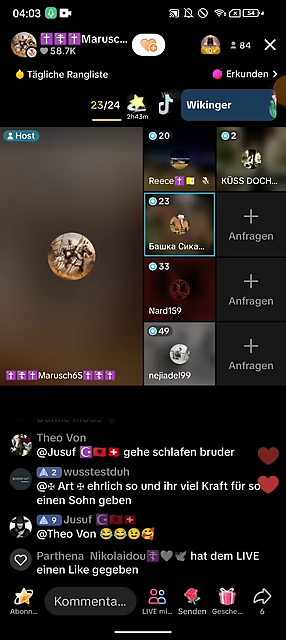 04:03
54
Marusc...
58.7K
84
Tägliche Rangliste
Erkunden >
23/24
2h43m
Wikinger
Host
20
Reece
2
KÜSS DOCH...
23
Башка Сика...
Anfragen
33
Nard159
Anfragen
49
nejiadel99
Anfragen
Marusch65
Theo Von
@Jusuf gehe schlafen bruder
2 wusstestduh
@✠ Art ✠ ehrlich so und ihr viel Kraft für so
einen Sohn geben
9 Jusuf
@Theo Von 😂😂😉🥰
Parthena Nikolaidou hat dem LIVE
einen Like gegeben
Abonn...
Kommenta...
LIVE mi...
Senden
Gesche...
6